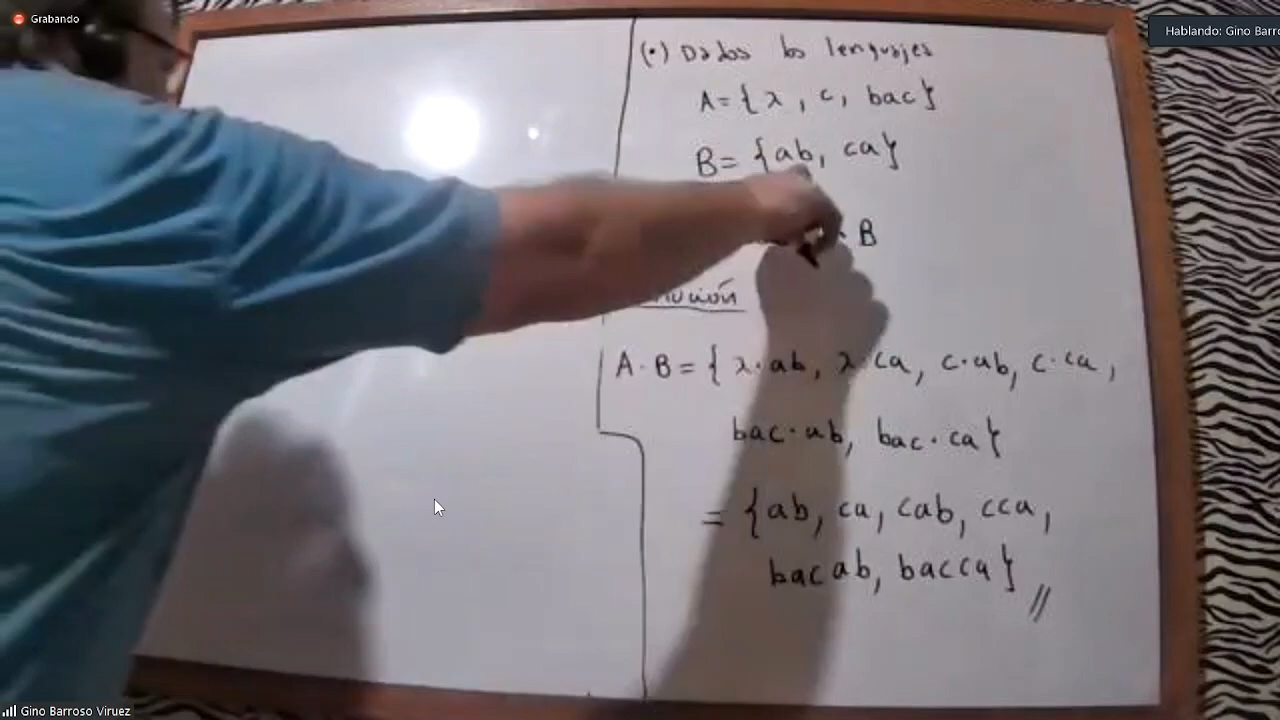 Grabando
Hablando: Gino Barro
(•) Dados los lenguajes
A={λ, c, bac}
B={ab, ca}
· B
A·B={λ·ab, λ·ca, c·ab, c·ca,
bac·ab, bac·ca}
={ab, ca, cab, cca,
bacab, bacca} //
Gino Barroso Viruez